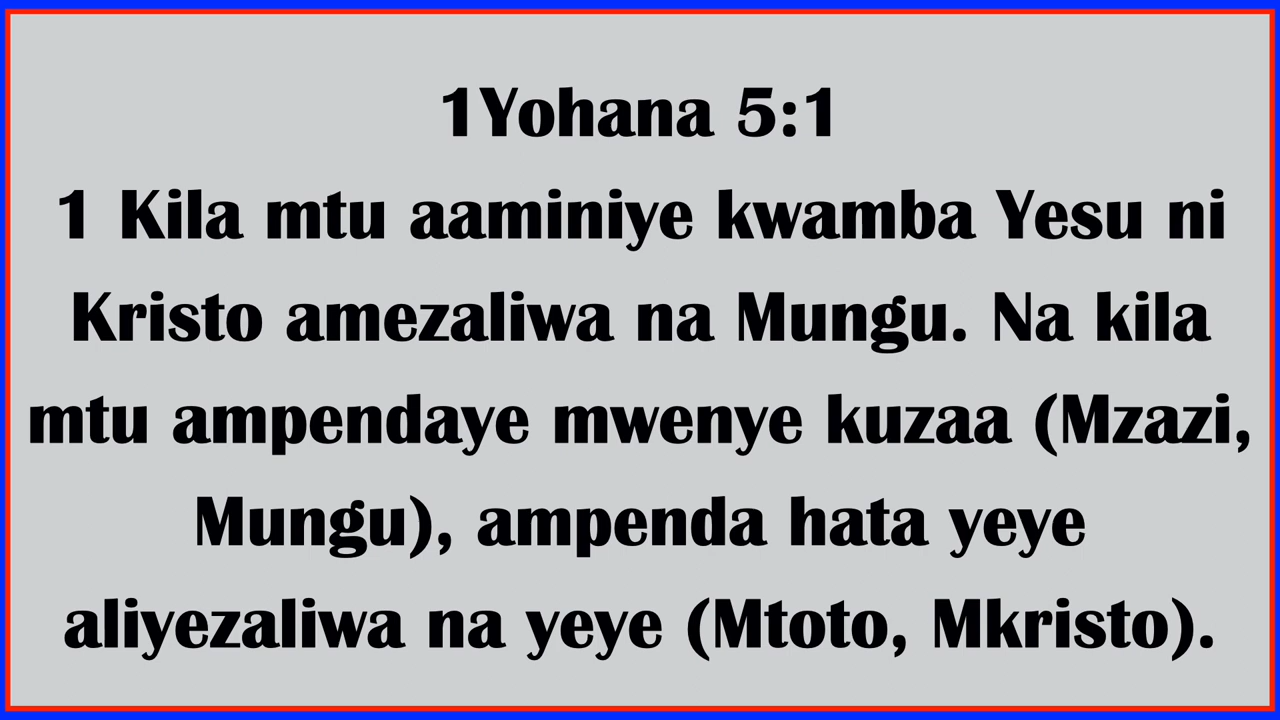 1Yohana 5:1
1 Kila mtu aaminiye kwamba Yesu ni
Kristo amezaliwa na Mungu. Na kila
mtu ampendaye mwenye kuzaa (Mzazi,
Mungu), ampenda hata yeye
aliyezaliwa na yeye (Mtoto, Mkristo).